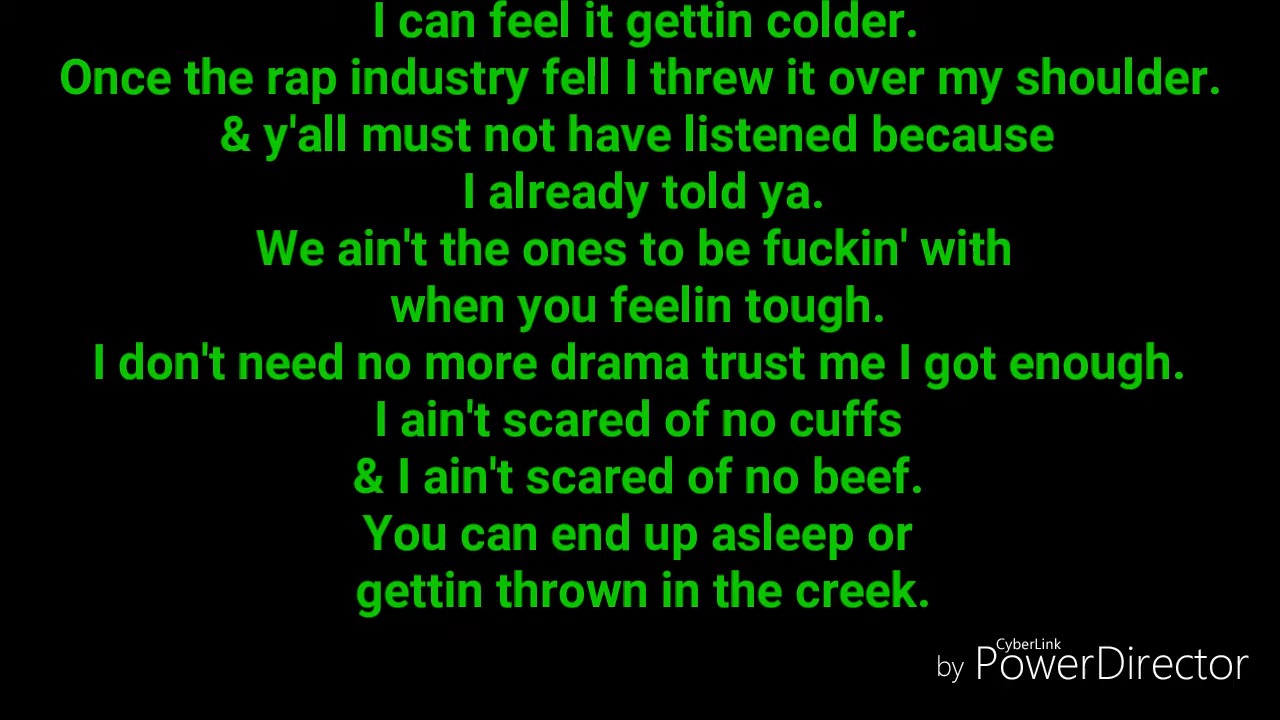 I can feel it gettin colder.
Once the rap industry fell I threw it over my shoulder.
& y'all must not have listened because
I already told ya.
We ain't the ones to be fuckin' with
when you feelin tough.
I don't need no more drama trust me I got enough.
I ain't scared of no cuffs
& I ain't scared of no beef.
You can end up asleep or
gettin thrown in the creek.
CyberLink
by PowerDirector